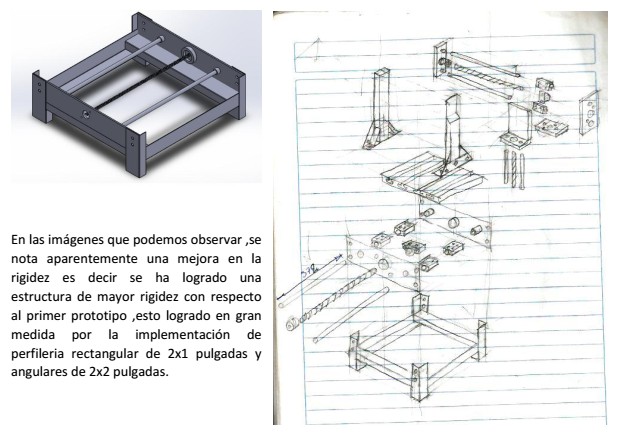 En las imágenes que podemos observar ,se
nota aparentemente una mejora en la
rigidez es decir se ha logrado una
estructura de mayor rigidez con respecto
al primer prototipo ,esto logrado en gran
medida por la implementación de
perfileria rectangular de 2x1 pulgadas y
angulares de 2x2 pulgadas.